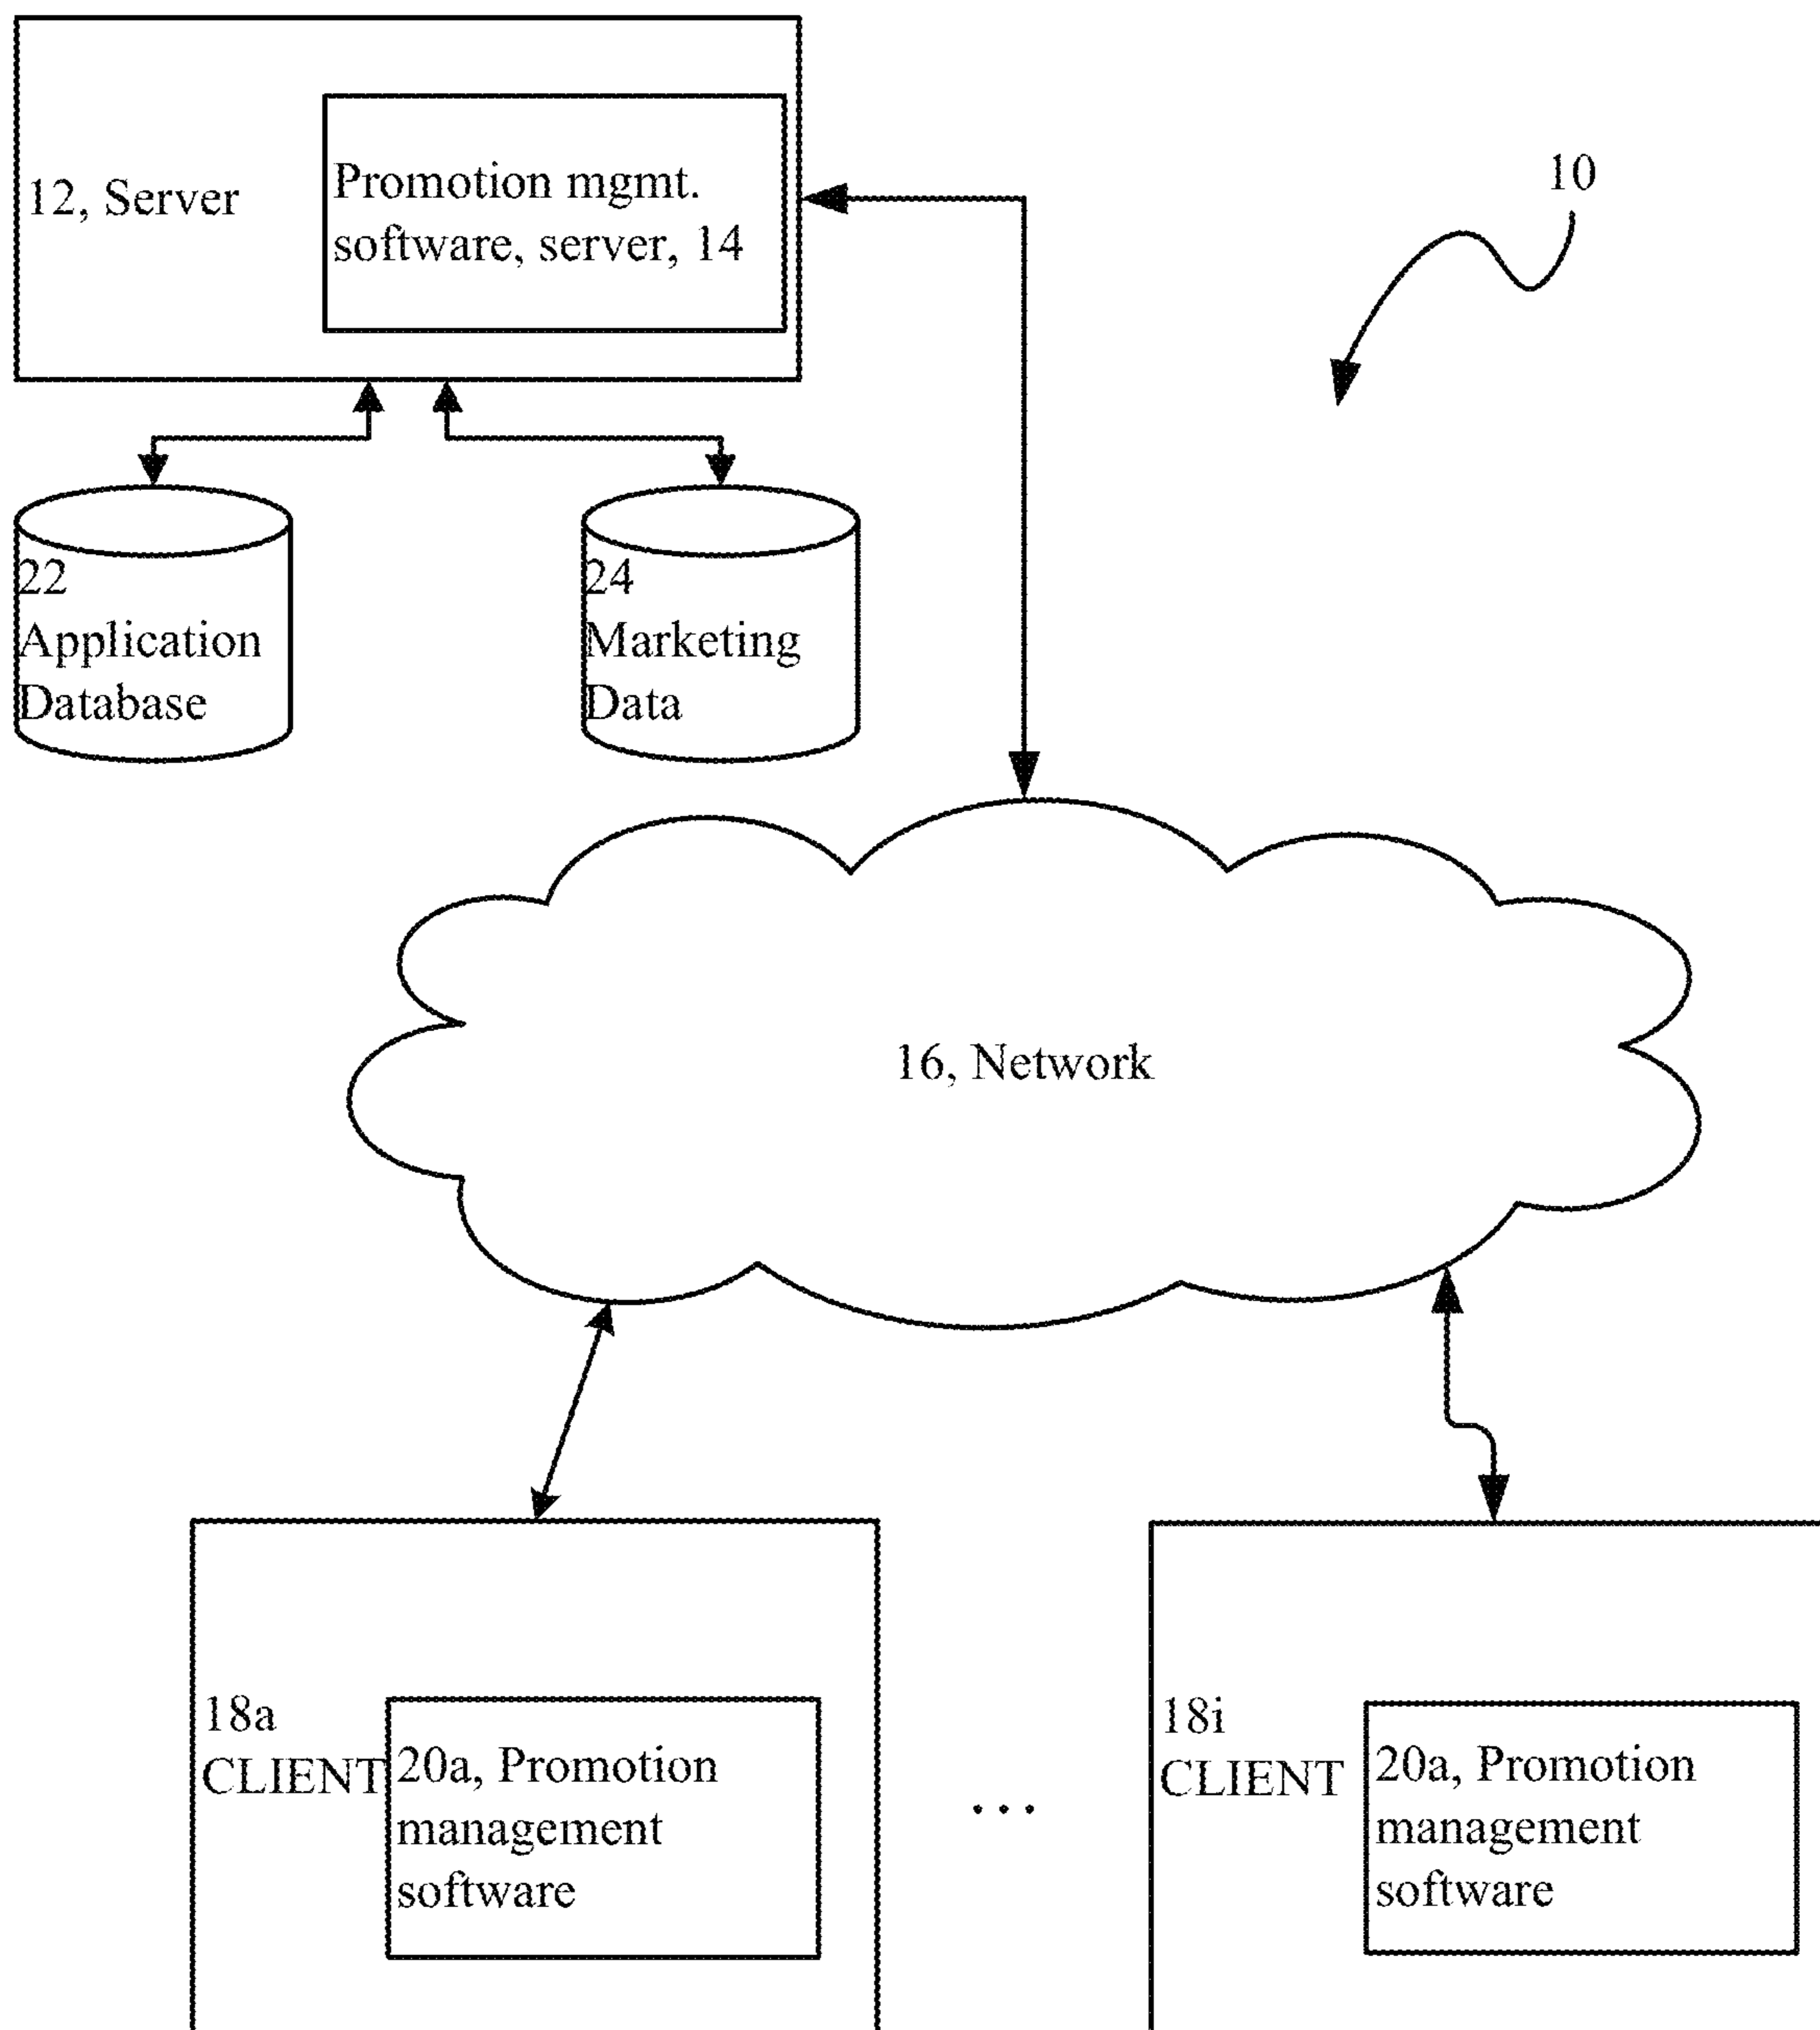 12, Server
Promotion mgmt.
software, server, 14
10
22
Application
Database
24
Marketing
Data
16, Network
18a
CLIENT
20a, Promotion
management
software
...
18i
CLIENT
20a, Promotion
management
software